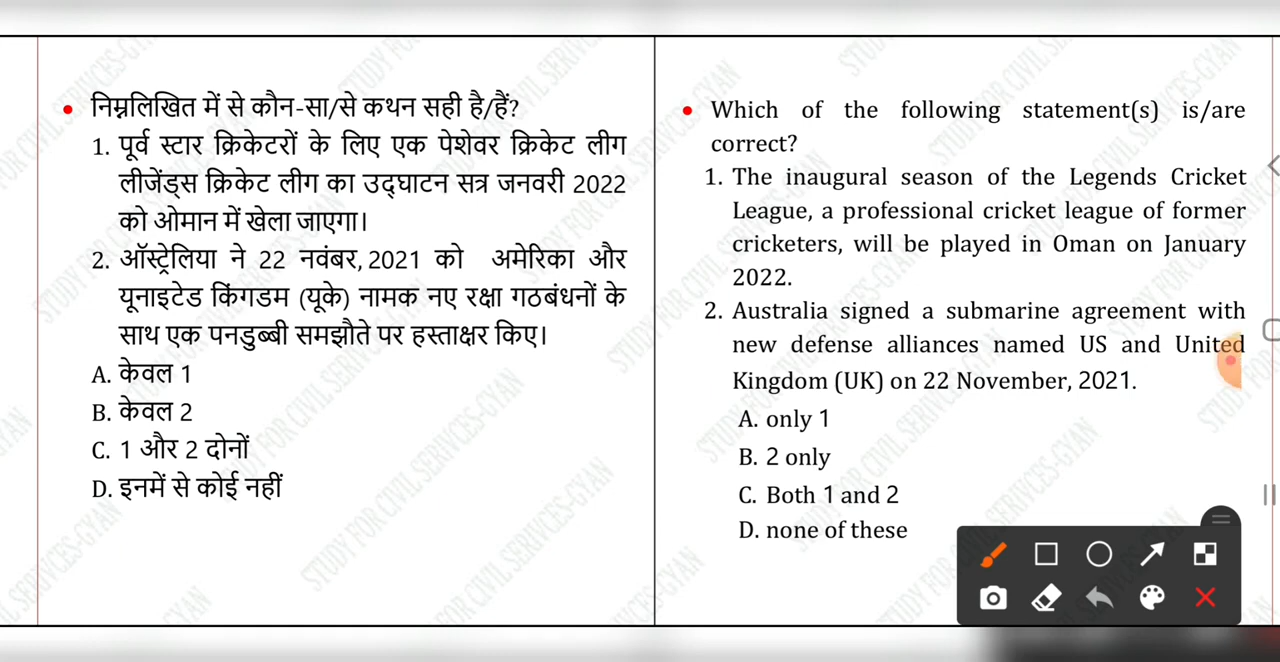 • निम्नलिखित में से कौन-सा/से कथन सही है/हैं?
1. पूर्व स्टार क्रिकेटरों के लिए एक पेशेवर क्रिकेट लीग
लीजेंड्स क्रिकेट लीग का उद्घाटन सत्र जनवरी 2022
को ओमान में खेला जाएगा।
2. ऑस्ट्रेलिया ने 22 नवंबर, 2021 को अमेरिका और
यूनाइटेड किंगडम (यूके) नामक नए रक्षा गठबंधनों के
साथ एक पनडुब्बी समझौते पर हस्ताक्षर किए।
A. केवल 1
B. केवल 2
C. 1 और 2 दोनों
D. इनमें से कोई नहीं
• Which of the following statement(s) is/are
correct?
1. The inaugural season of the Legends Cricket
League, a professional cricket league of former
cricketers, will be played in Oman on January
2022.
2. Australia signed a submarine agreement with
new defense alliances named US and United
Kingdom (UK) on 22 November, 2021.
A. only 1
B. 2 only
C. Both 1 and 2
D. none of these
STUDY FOR CIVIL SERIVCES-GYAN